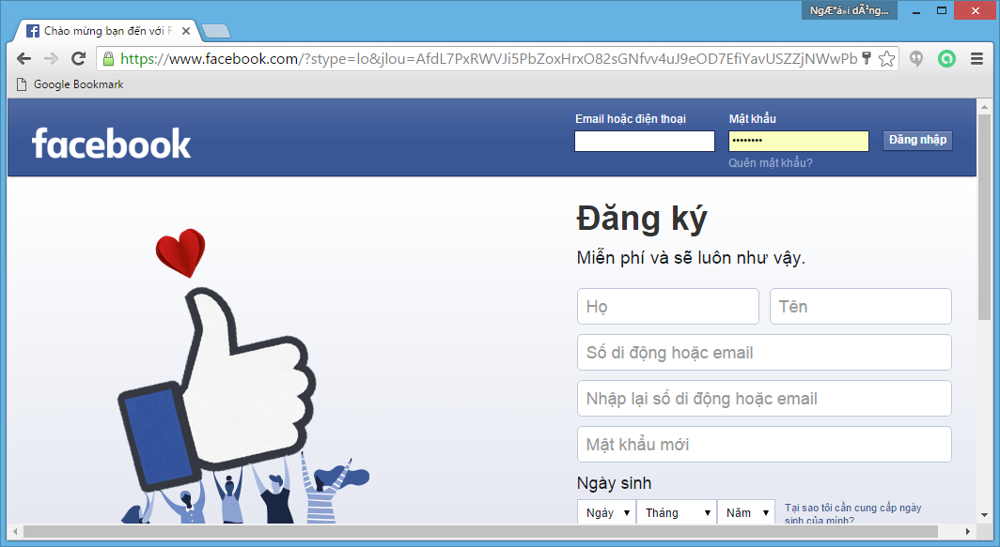 NgÆ°á»i dÃ¹ng...
Chào mừng bạn đến với F
https://www.facebook.com/?stype=lo&jlou=AfdL7PxRWVJi5PbZoxHrxO82sGNfvv4uJ9eOD7EfiYavUSZZjNWwPb
Google Bookmark
facebook
Email hoặc điện thoại
Mật khẩu
••••••••
Đăng nhập
Quên mật khẩu?
Đăng ký
Miễn phí và sẽ luôn như vậy.
Họ
Tên
Số di động hoặc email
Nhập lại số di động hoặc email
Mật khẩu mới
Ngày sinh
Ngày
Tháng
Năm
Tại sao tôi cần cung cấp ngày
sinh của mình?